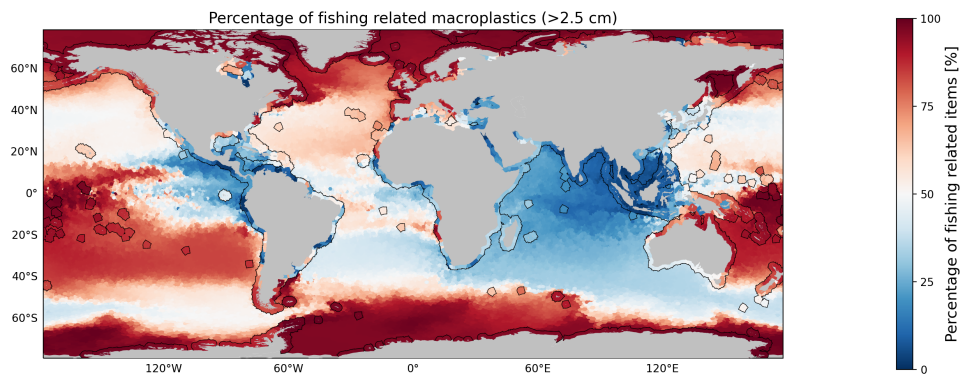 Percentage of fishing related macroplastics (>2.5 cm)
60°N
40°N
20°N
0°
20°S
40°S
60°S
120°W
60°W
0°
60°E
120°E
100
75
50
25
0
Percentage of fishing related items [%]